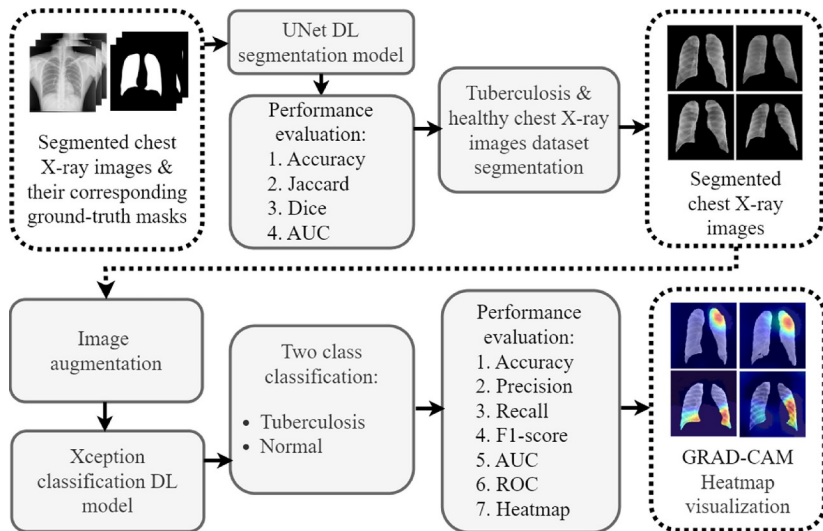 Segmented chest
X-ray images &
their corresponding
ground-truth masks
UNet DL
segmentation model
Performance
evaluation:
1. Accuracy
2. Jaccard
3. Dice
4. AUC
Tuberculosis &
healthy chest X-ray
images dataset
segmentation
Segmented
chest X-ray
images
Image
augmentation
Xception
classification DL
model
Two class
classification:
• Tuberculosis
• Normal
Performance
evaluation:
1. Accuracy
2. Precision
3. Recall
4. F1-score
5. AUC
6. ROC
7. Heatmap
GRAD-CAM
Heatmap
visualization